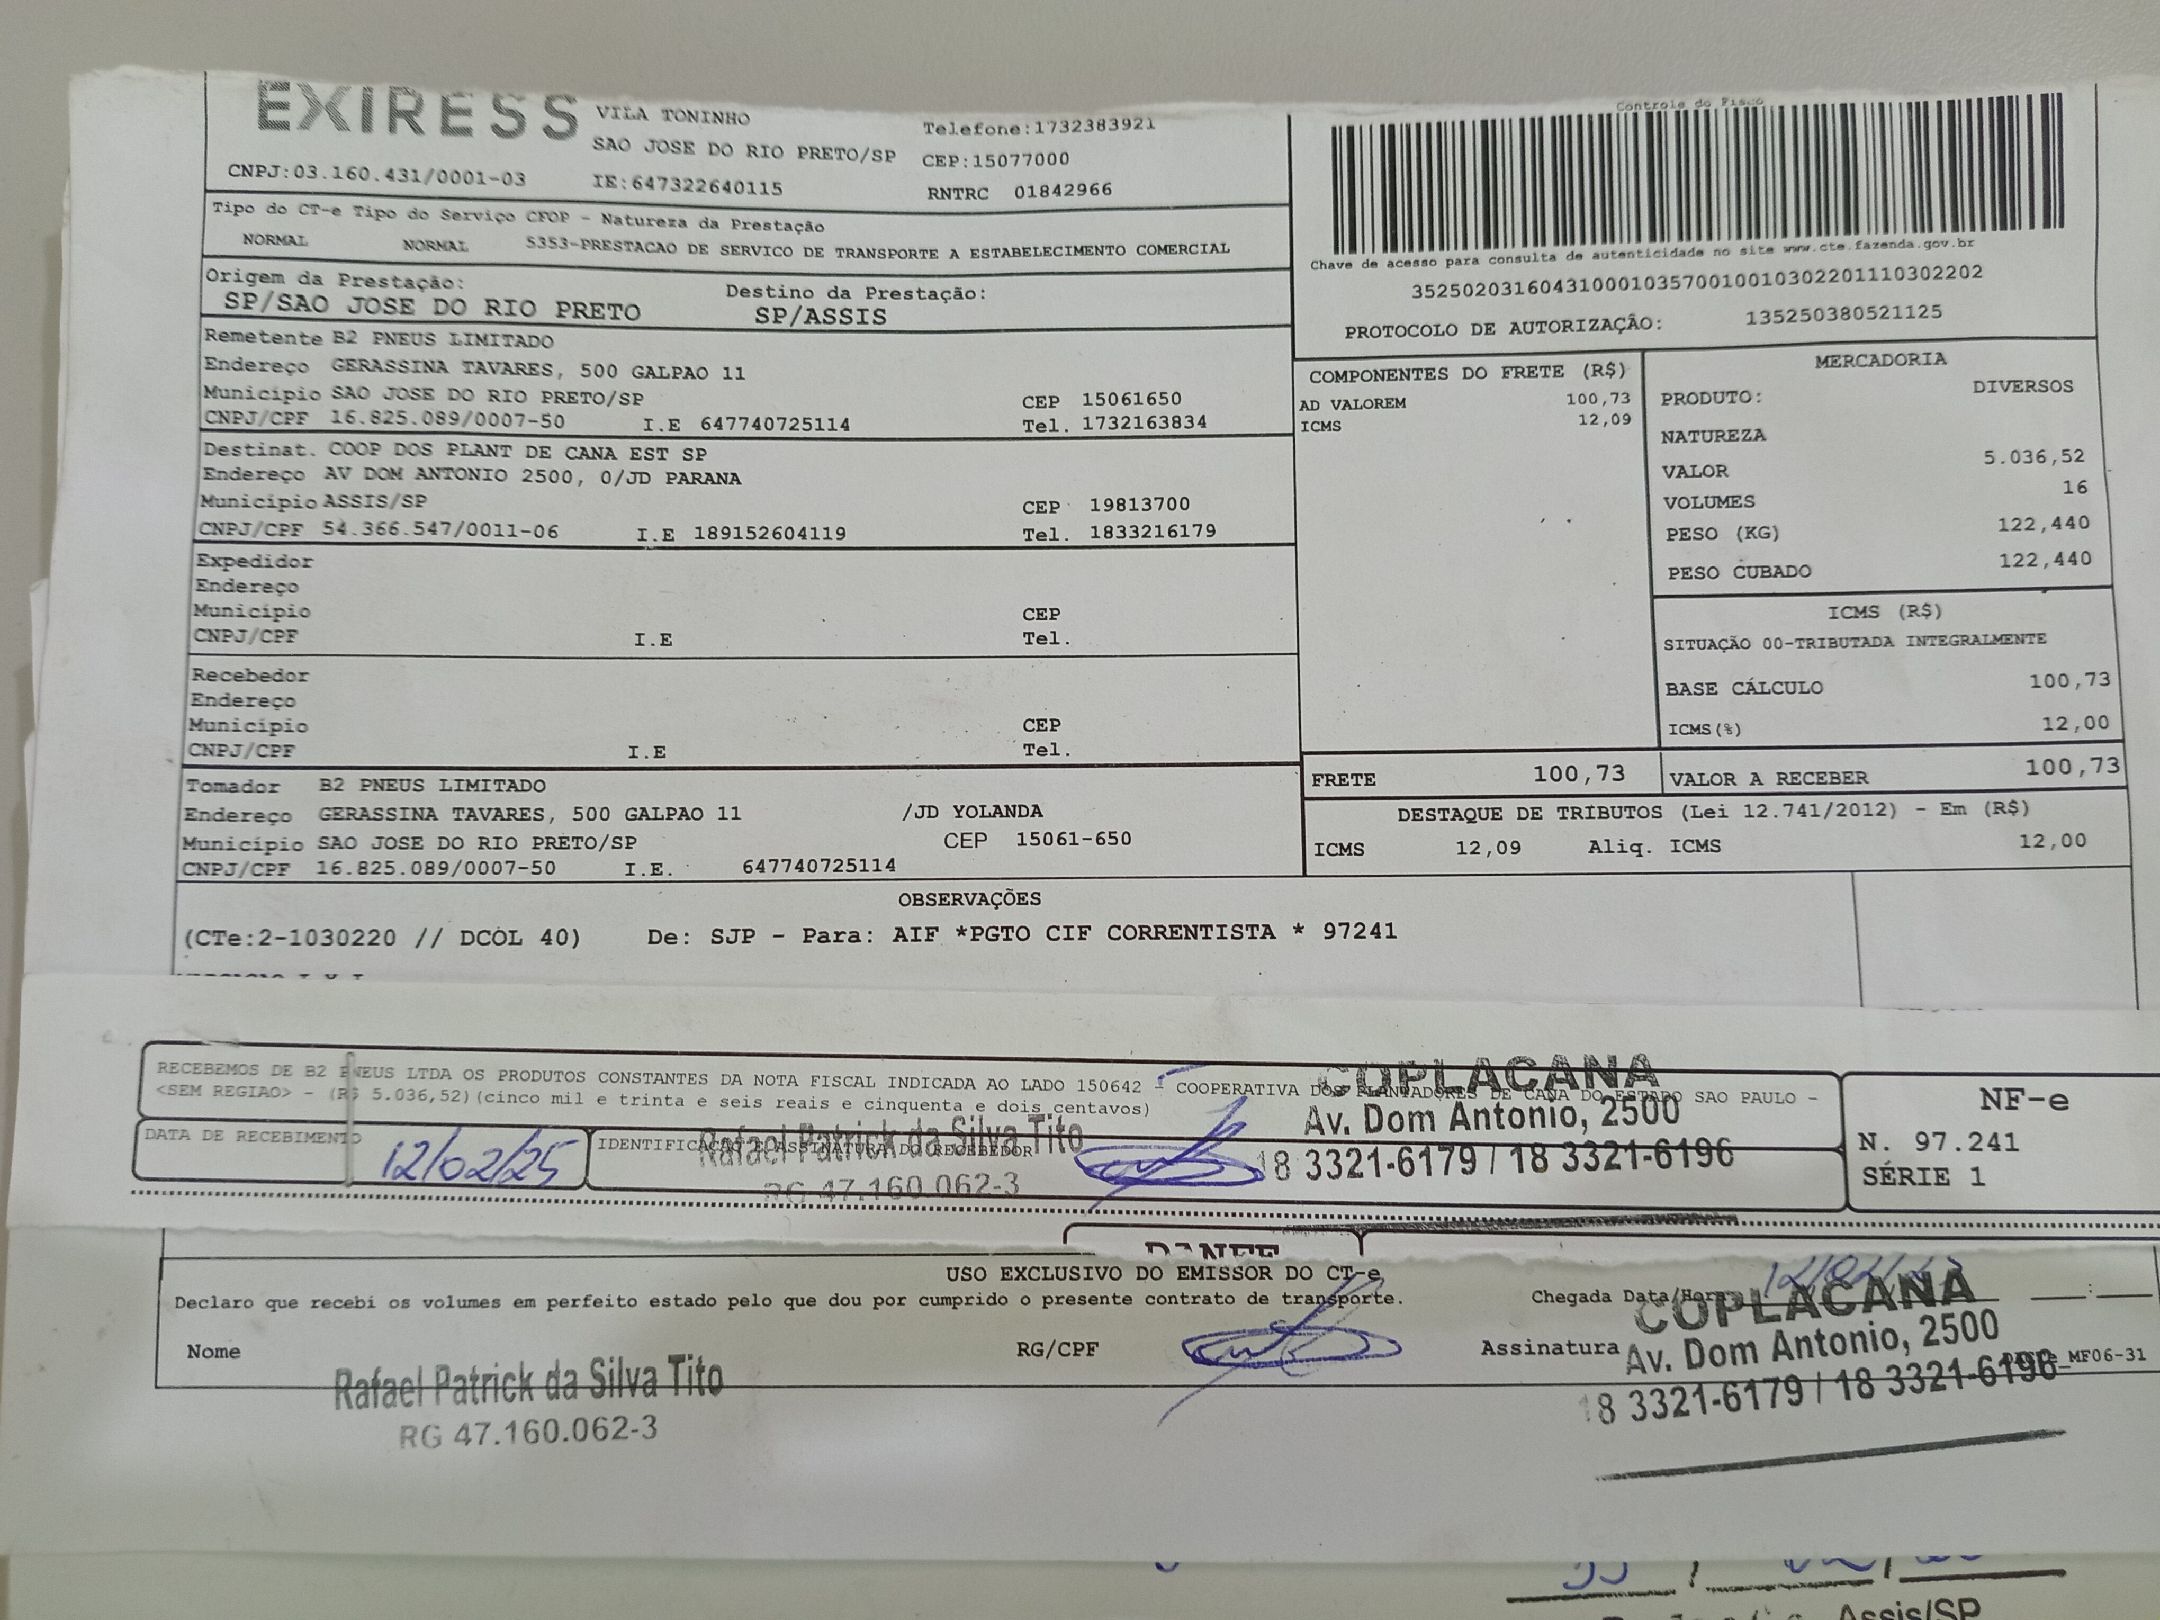 EXIRESS
VILA TONINHO
SAO JOSE DO RIO PRETO/SP
Telefone:1732383921
CEP:15077000
CNPJ:03.160.431/0001-03 IE:647322640115 RNTRC 01842966
Tipo do CT-e Tipo do Serviço CFOP - Natureza da Prestação
NORMAL NORMAL 5353-PRESTACAO DE SERVICO DE TRANSPORTE A ESTABELECIMENTO COMERCIAL
Origem da Prestação: Destino da Prestação:
SP/SAO JOSE DO RIO PRETO SP/ASSIS
Controle do Fisco
Chave de acesso para consulta de autenticidade no site www.cte.fazenda.gov.br
35250203160431000103570010010302201110302202
PROTOCOLO DE AUTORIZAÇÃO: 135250380521125
Remetente B2 PNEUS LIMITADO
Endereço GERASSINA TAVARES, 500 GALPAO 11
Município SAO JOSE DO RIO PRETO/SP CEP 15061650
CNPJ/CPF 16.825.089/0007-50 I.E 647740725114 Tel. 1732163834
Destinat. COOP DOS PLANT DE CANA EST SP
Endereço AV DOM ANTONIO 2500, 0/JD PARANA
Município ASSIS/SP CEP 19813700
CNPJ/CPF 54.366.547/0011-06 I.E 189152604119 Tel. 1833216179
Expedidor
Endereço
Município CEP
CNPJ/CPF I.E Tel.
Recebedor
Endereço
Município CEP
CNPJ/CPF I.E Tel.
Tomador B2 PNEUS LIMITADO
Endereço GERASSINA TAVARES, 500 GALPAO 11 /JD YOLANDA
Município SAO JOSE DO RIO PRETO/SP CEP 15061-650
CNPJ/CPF 16.825.089/0007-50 I.E. 647740725114
COMPONENTES DO FRETE (R$)
AD VALOREM 100,73
ICMS 12,09
MERCADORIA
PRODUTO: DIVERSOS
NATUREZA
VALOR 5.036,52
VOLUMES 16
PESO (KG) 122,440
PESO CUBADO 122,440
ICMS (R$)
SITUAÇÃO 00-TRIBUTADA INTEGRALMENTE
BASE CÁLCULO 100,73
ICMS(%) 12,00
FRETE 100,73 VALOR A RECEBER 100,73
DESTAQUE DE TRIBUTOS (Lei 12.741/2012) - Em (R$)
ICMS 12,09 Aliq. ICMS 12,00
OBSERVAÇÕES
(CTe:2-1030220 // DCOL 40) De: SJP - Para: AIF *PGTO CIF CORRENTISTA * 97241
RECEBEMOS DE B2 PNEUS LTDA OS PRODUTOS CONSTANTES DA NOTA FISCAL INDICADA AO LADO 150642 - COOPERATIVA DOS PLANTADORES DE CANA DO ESTADO SAO PAULO -
<SEM REGIAO> - (R$ 5.036,52)(cinco mil e trinta e seis reais e cinquenta e dois centavos)
DATA DE RECEBIMENTO
12/02/25
IDENTIFICAÇÃO E ASSINATURA DO RECEBEDOR
Rafael Patrick da Silva Tito
RG 47.160.062-3
COPLACANA
Av. Dom Antonio, 2500
18 3321-6179 / 18 3321-6196
NF-e
N. 97.241
SÉRIE 1
DANFE
USO EXCLUSIVO DO EMISSOR DO CT-e
Declaro que recebi os volumes em perfeito estado pelo que dou por cumprido o presente contrato de transporte.
Chegada Data/Hora
Nome RG/CPF Assinatura
Rafael Patrick da Silva Tito
RG 47.160.062-3
COPLACANA
Av. Dom Antonio, 2500
18 3321-6179 / 18 3321-6196
MF06-31
Assis/SP